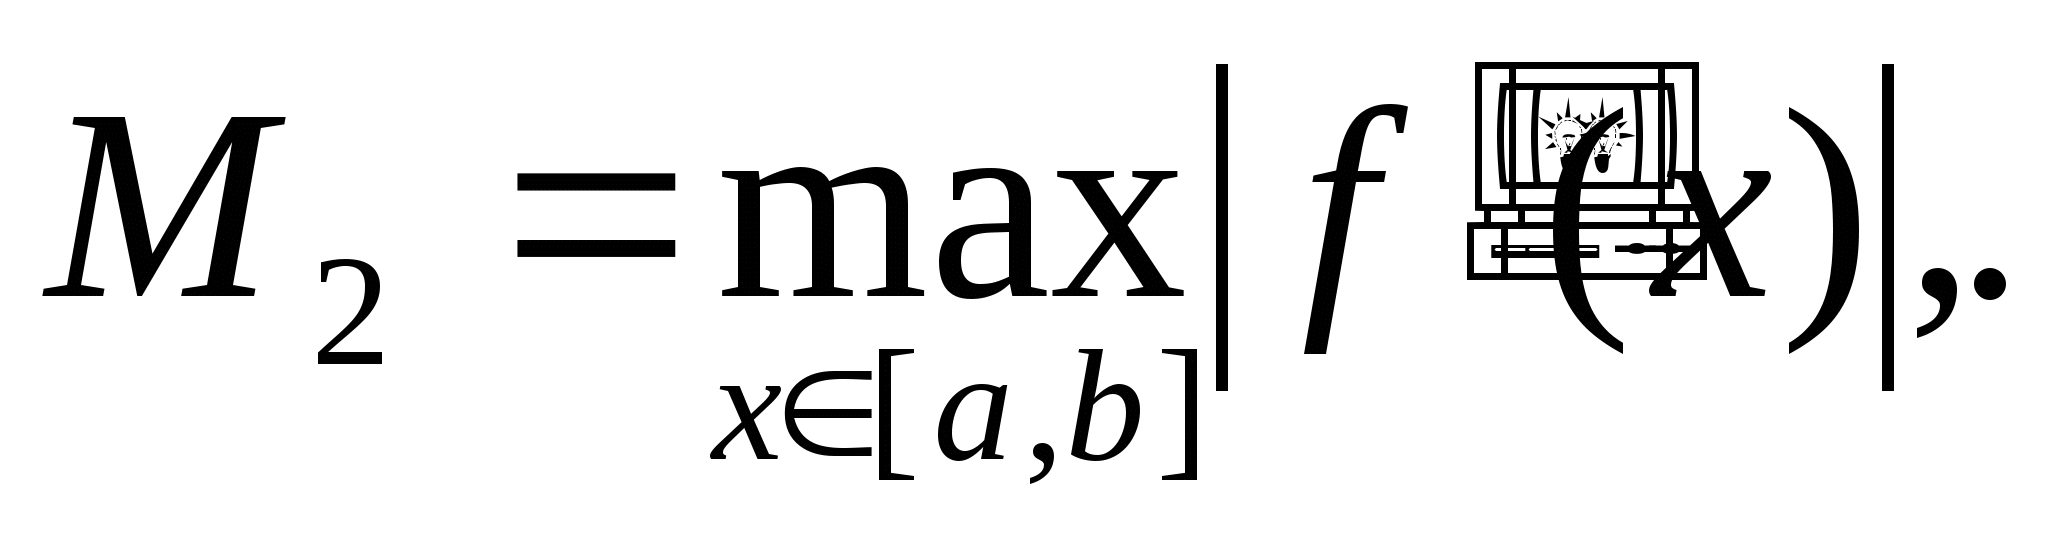 M₂ = max | f (x) | , .
x∈[a,b]